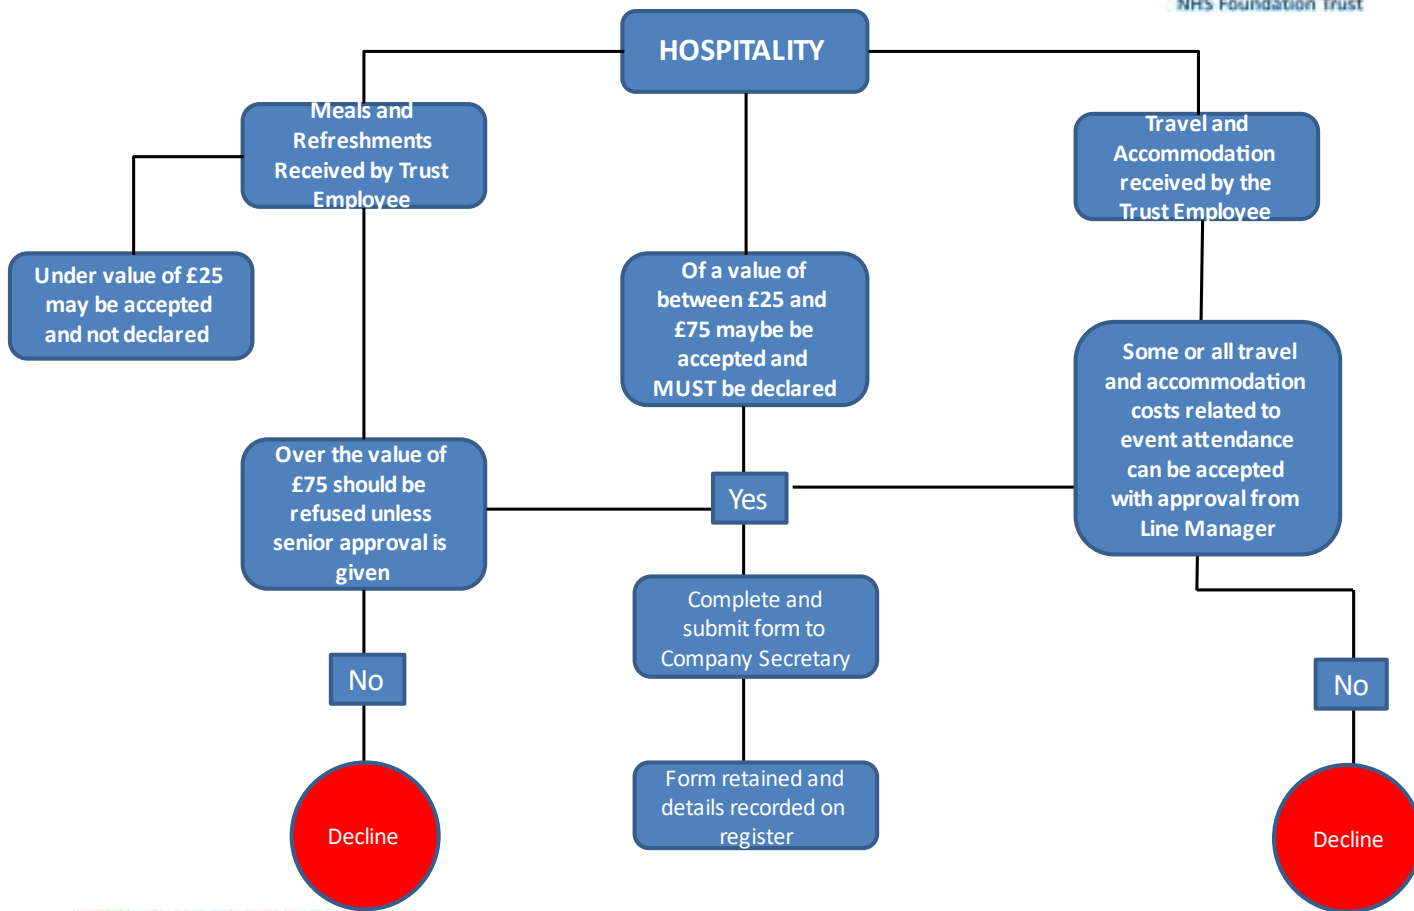 NHS Foundation Trust
HOSPITALITY
Meals and
Refreshments
Received by Trust
Employee
Travel and
Accommodation
received by the
Trust Employee
Under value of £25
may be accepted
and not declared
Of a value of
between £25 and
£75 maybe be
accepted and
MUST be declared
Some or all travel
and accommodation
costs related to
event attendance
can be accepted
with approval from
Line Manager
Over the value of
£75 should be
refused unless
senior approval is
given
Yes
Complete and
submit form to
Company Secretary
No
No
Form retained and
details recorded on
register
Decline
Decline